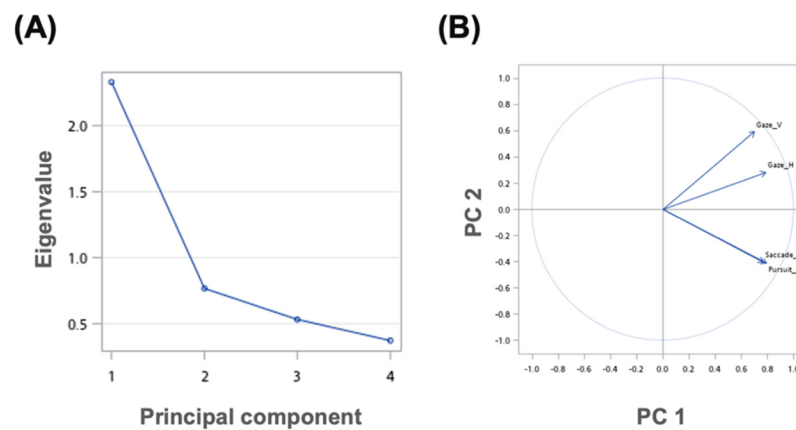 (A)
(B)
Eigenvalue
2.0
1.5
1.0
0.5
1 2 3 4
Principal component
PC 2
1.0
0.8
0.6
0.4
0.2
0.0
-0.2
-0.4
-0.6
-0.8
-1.0
Gaze_V
Gaze_H
Saccade_
Pursuit_
-1.0 -0.8 -0.6 -0.4 -0.2 0.0 0.2 0.4 0.6 0.8 1.0
PC 1